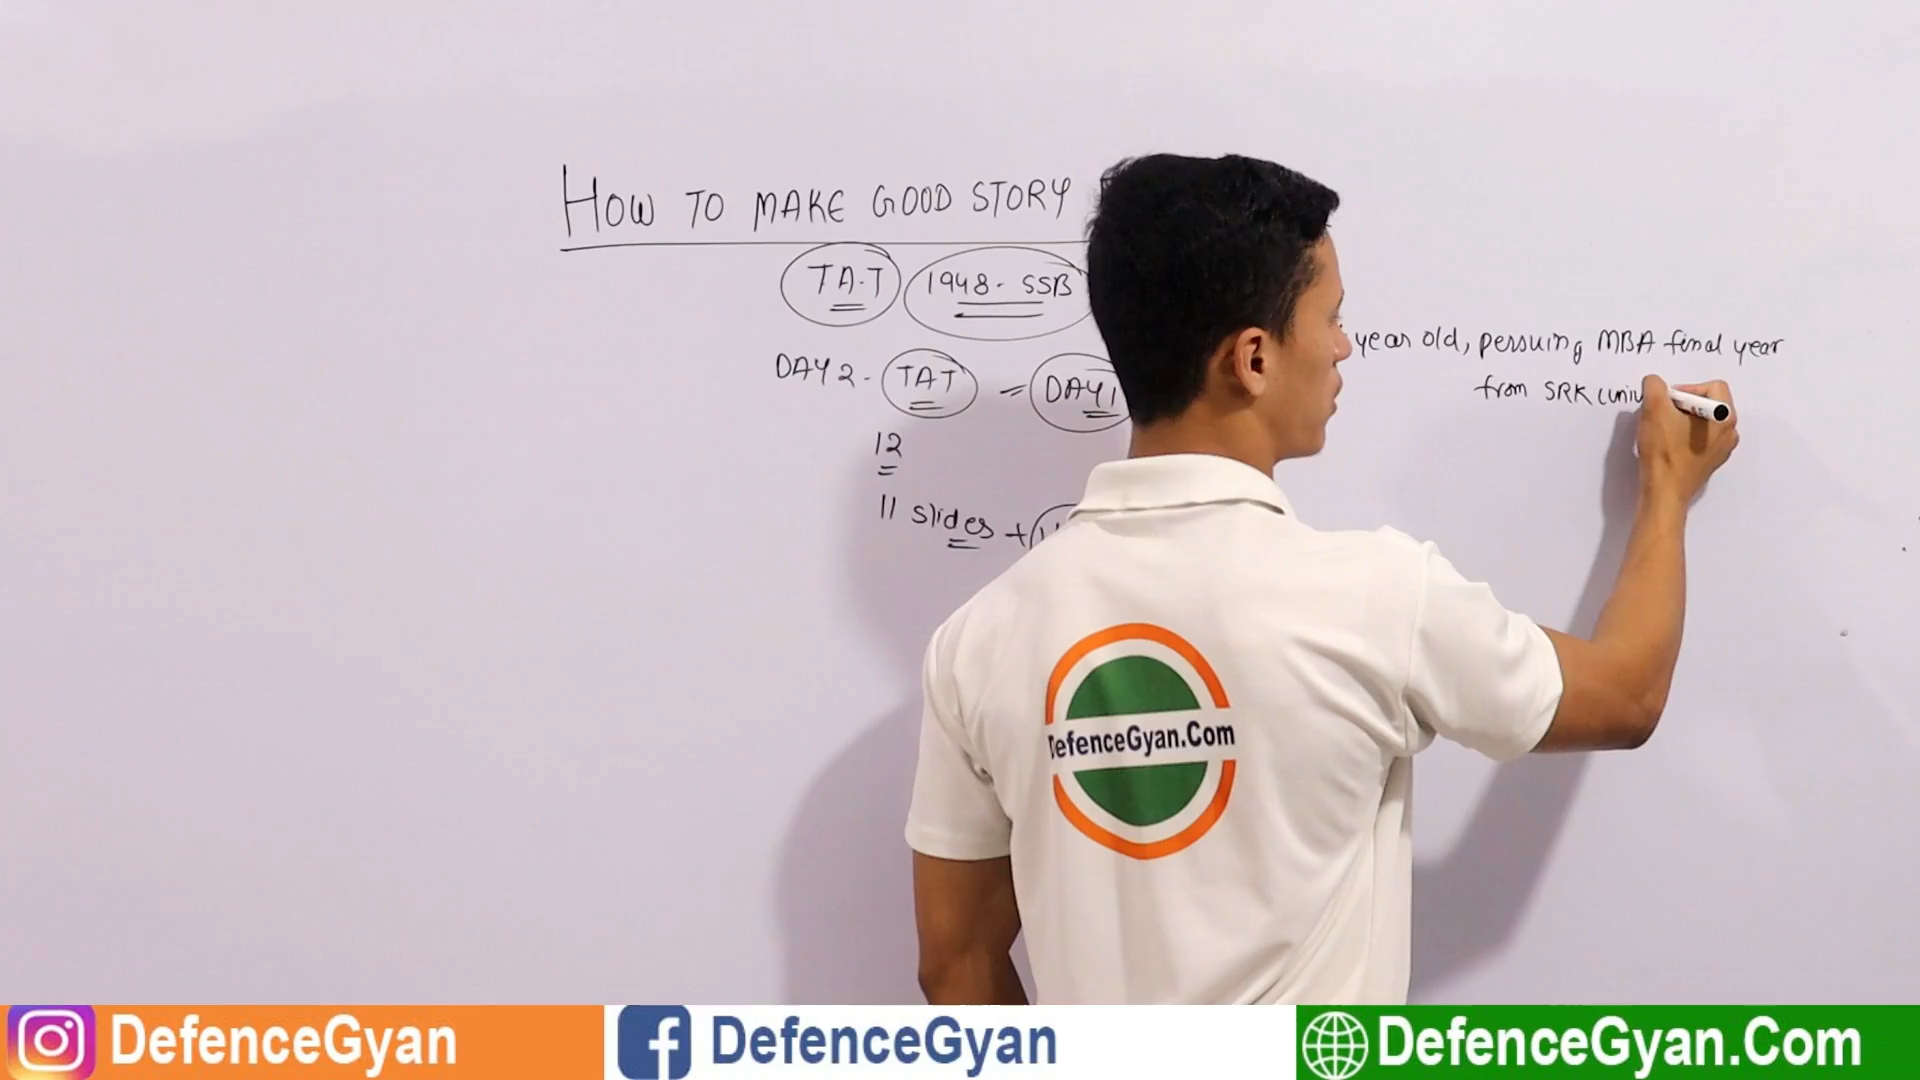 HOW TO MAKE GOOD STORY
TA.T 1948- SSB
DAY 2 - TAT = DAY 1
12
11 slides +
year old, persuing MBA final year
from SRK
DefenceGyan.Com
DefenceGyan DefenceGyan DefenceGyan.Com